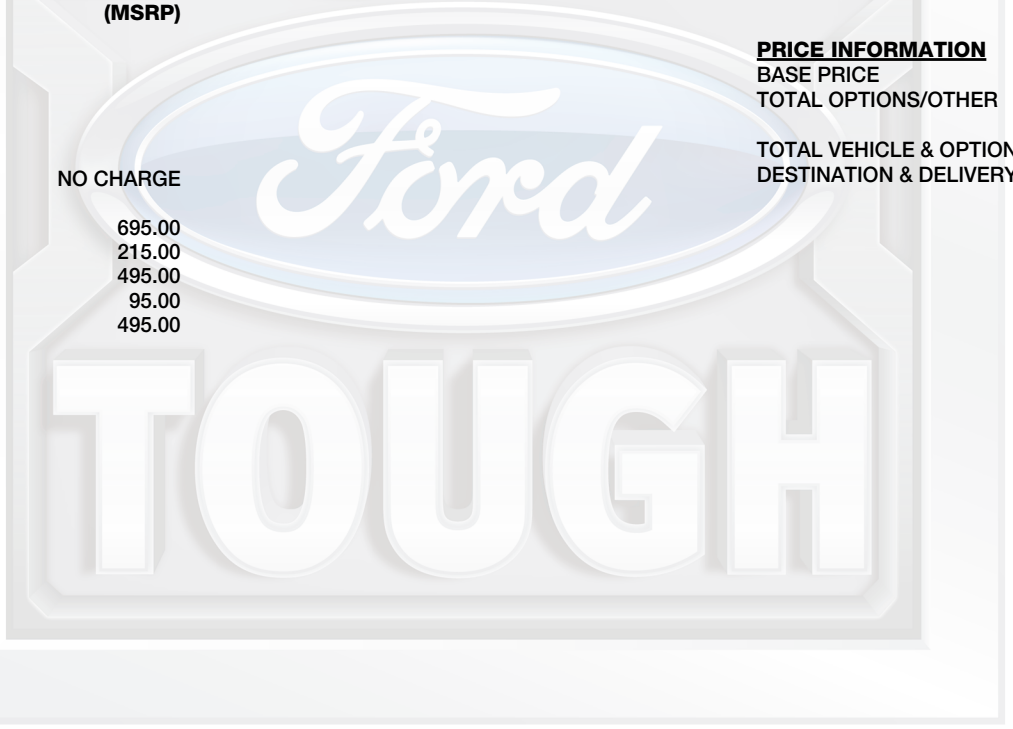 (MSRP)
NO CHARGE
695.00
215.00
495.00
95.00
495.00
PRICE INFORMATION
BASE PRICE
TOTAL OPTIONS/OTHER
TOTAL VEHICLE & OPTION
DESTINATION & DELIVERY
Ford
TOUGH